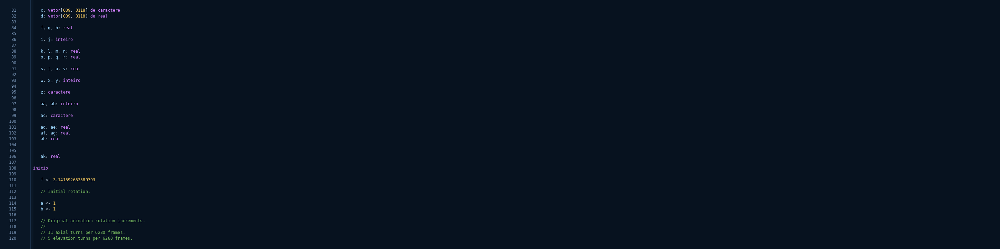 81 c: vetor[039, 0118] de caractere
82 d: vetor[039, 0118] de real
83
84 f, g, h: real
85
86 i, j: inteiro
87
88 k, l, m, n: real
89 o, p, q, r: real
90
91 s, t, u, v: real
92
93 w, x, y: inteiro
94
95 z: caractere
96
97 aa, ab: inteiro
98
99 ac: caractere
100
101 ad, ae: real
102 af, ag: real
103 ah: real
104
105
106 ak: real
107
108 inicio
109
110 f <- 3.141592653589793
111
112 // Initial rotation.
113
114 a <- 1
115 b <- 1
116
117 // Original animation rotation increments.
118 //
119 // 11 axial turns per 6280 frames.
120 // 5 elevation turns per 6280 frames.